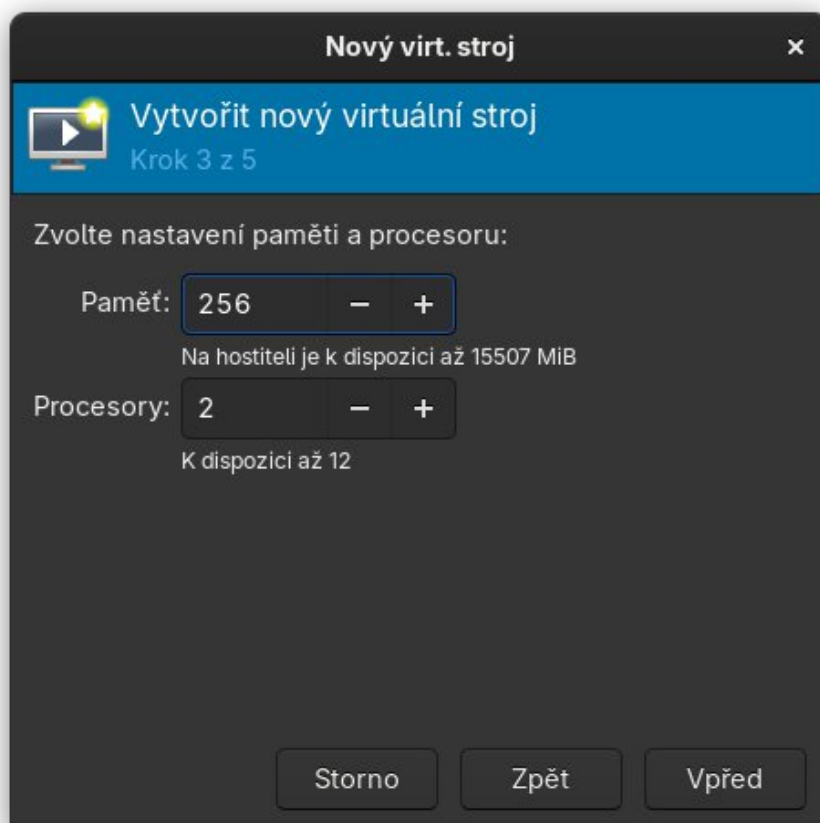 Nový virt. stroj
Vytvořit nový virtuální stroj
Krok 3 z 5
Zvolte nastavení paměti a procesoru:
Paměť: 256 − +
Na hostiteli je k dispozici až 15507 MiB
Procesory: 2 − +
K dispozici až 12
Storno Zpět Vpřed